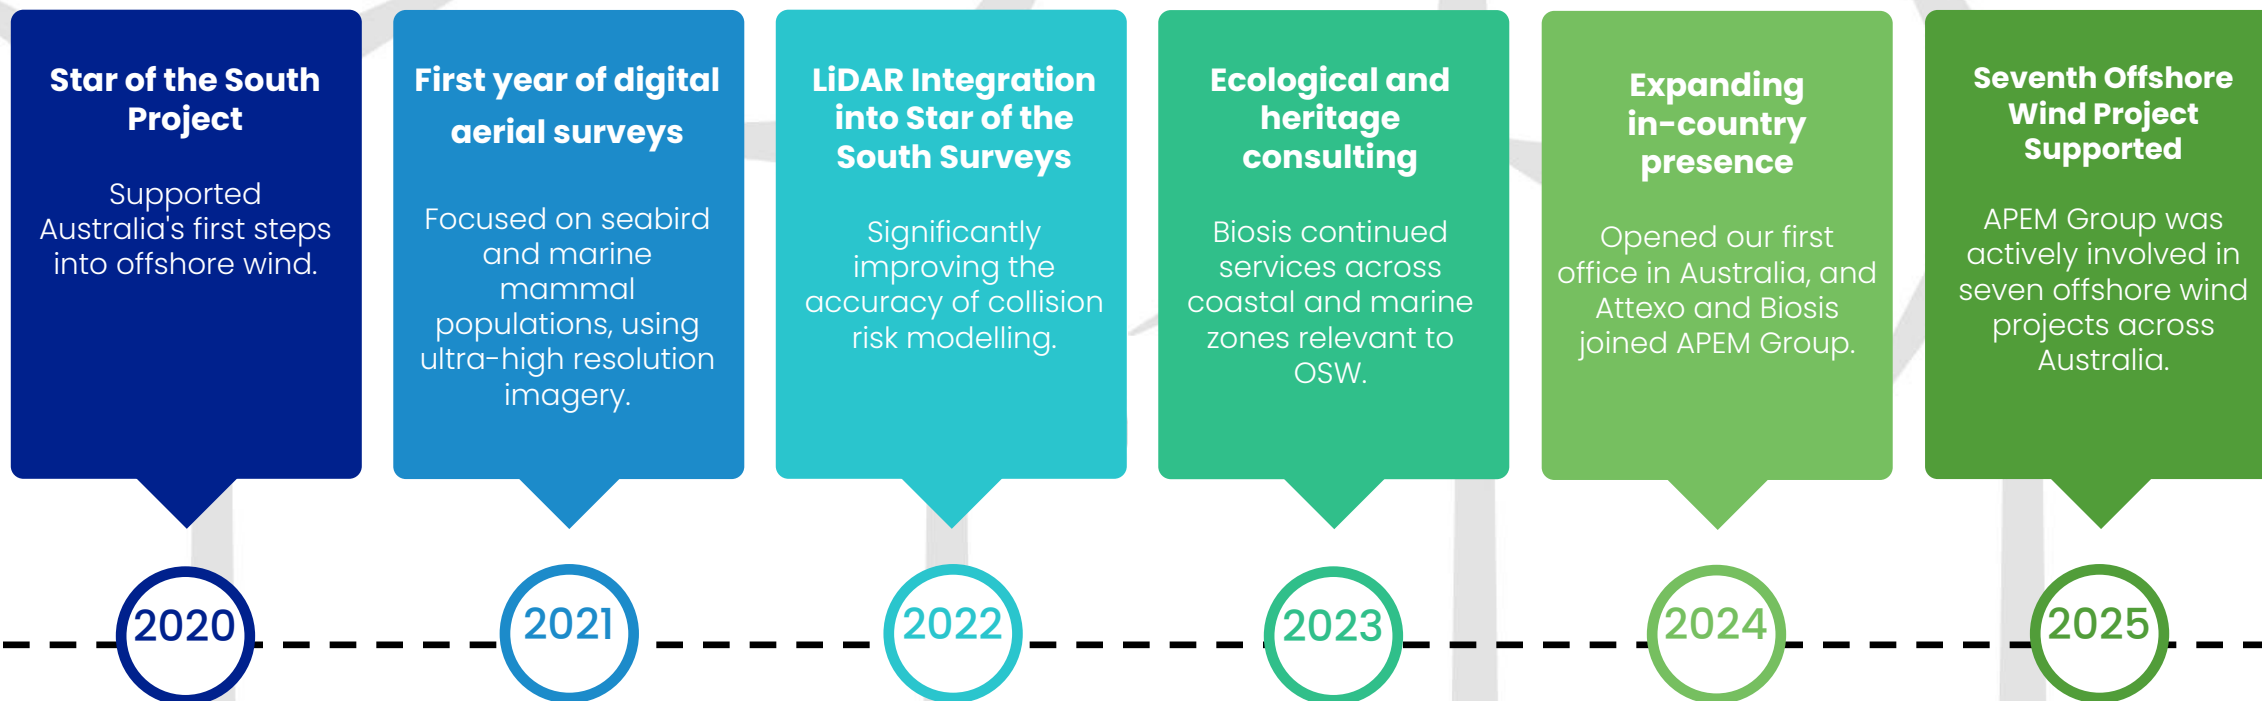 Star of the South
Project
Supported
Australia's first steps
into offshore wind.
2020
First year of digital
aerial surveys
Focused on seabird
and marine
mammal
populations, using
ultra-high resolution
imagery.
2021
LiDAR Integration
into Star of the
South Surveys
Significantly
improving the
accuracy of collision
risk modelling.
2022
Ecological and
heritage
consulting
Biosis continued
services across
coastal and marine
zones relevant to
OSW.
2023
Expanding
in-country
presence
Opened our first
office in Australia, and
Attexo and Biosis
joined APEM Group.
2024
Seventh Offshore
Wind Project
Supported
APEM Group was
actively involved in
seven offshore wind
projects across
Australia.
2025